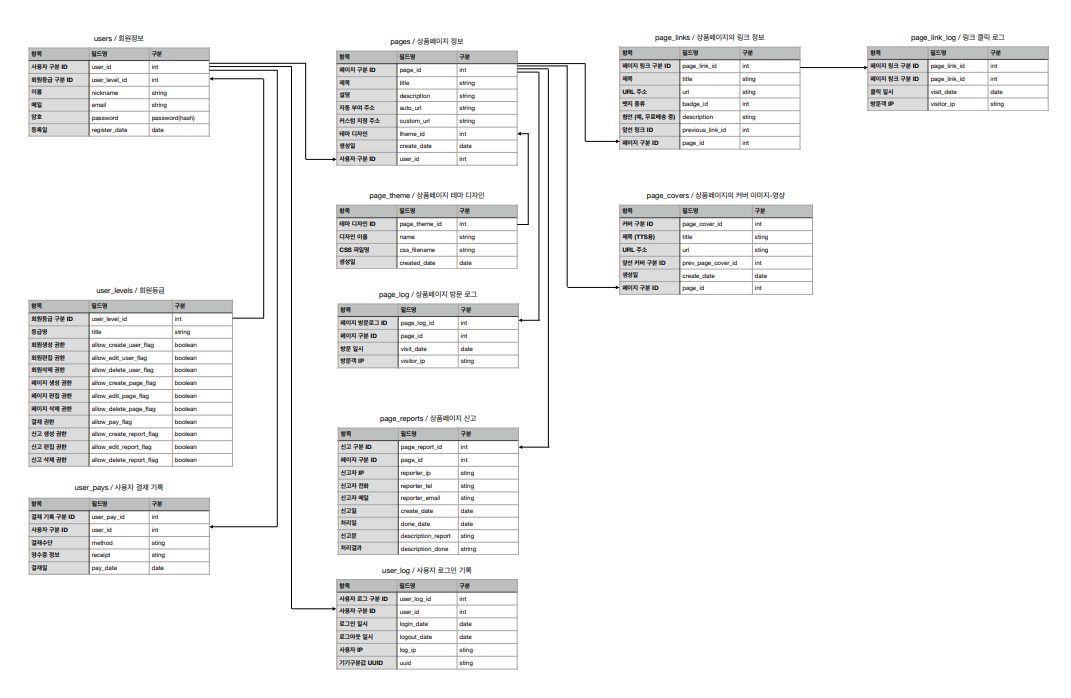 users / 회원정보
항목 필드명 구분
사용자 구분 ID user_id int
회원등급 구분 ID user_level_id int
이름 nickname string
메일 email string
암호 password password(hash)
등록일 register_date date
pages / 상품페이지 정보
항목 필드명 구분
페이지 구분 ID page_id int
제목 title string
설명 description string
자동 부여 주소 auto_url string
커스텀 지정 주소 custom_url string
테마 디자인 theme_id int
생성일 create_date date
사용자 구분 ID user_id int
page_links / 상품페이지의 링크 정보
항목 필드명 구분
페이지 링크 구분 ID page_link_id int
제목 title sting
URL 주소 url sting
뱃지 종류 badge_id int
첨언 (예, 무료배송 등) description sting
앞선 링크 ID previous_link_id int
페이지 구분 ID page_id int
page_link_log / 링크 클릭 로그
항목 필드명 구분
페이지 링크 구분 ID page_link_id int
페이지 링크 구분 ID page_link_id int
클릭 일시 visit_date date
방문객 IP visitor_ip sting
page_theme / 상품페이지 테마 디자인
항목 필드명 구분
테마 디자인 ID page_theme_id int
디자인 이름 name string
CSS 파일명 css_filename string
생성일 created_date date
page_covers / 상품페이지의 커버 이미지-영상
항목 필드명 구분
커버 구분 ID page_cover_id int
제목 (TTS용) title sting
URL 주소 url sting
앞선 커버 구분 ID prev_page_cover_id int
생성일 create_date date
페이지 구분 ID page_id int
user_levels / 회원등급
항목 필드명 구분
회원등급 구분 ID user_level_id int
등급명 title string
회원생성 권한 allow_create_user_flag boolean
회원편집 권한 allow_edit_user_flag boolean
회원삭제 권한 allow_delete_user_flag boolean
페이지 생성 권한 allow_create_page_flag boolean
페이지 편집 권한 allow_edit_page_flag boolean
페이지 삭제 권한 allow_delete_page_flag boolean
결재 권한 allow_pay_flag boolean
신고 생성 권한 allow_create_report_flag boolean
신고 편집 권한 allow_edit_report_flag boolean
신고 삭제 권한 allow_delete_report_flag boolean
page_log / 상품페이지 방문 로그
항목 필드명 구분
페이지 방문로그 ID page_log_id int
페이지 구분 ID page_id int
방문 일시 visit_date date
방문객 IP visitor_ip sting
page_reports / 상품페이지 신고
항목 필드명 구분
신고 구분 ID page_report_id int
페이지 구분 ID page_id int
신고자 IP reporter_ip sting
신고자 전화 reporter_tel sting
신고자 메일 reporter_email sting
신고일 create_date date
처리일 done_date date
신고문 description_report sting
처리결과 description_done string
user_pays / 사용자 결재 기록
항목 필드명 구분
결재 기록 구분 ID user_pay_id int
사용자 구분 ID user_id int
결재수단 method sting
영수증 정보 receipt sting
결재일 pay_date date
user_log / 사용자 로그인 기록
항목 필드명 구분
사용자 로그 구분 ID user_log_id int
사용자 구분 ID user_id int
로그인 일시 login_date date
로그아웃 일시 logout_date date
사용자 IP log_ip sting
기기구분값 UUID uuid sting